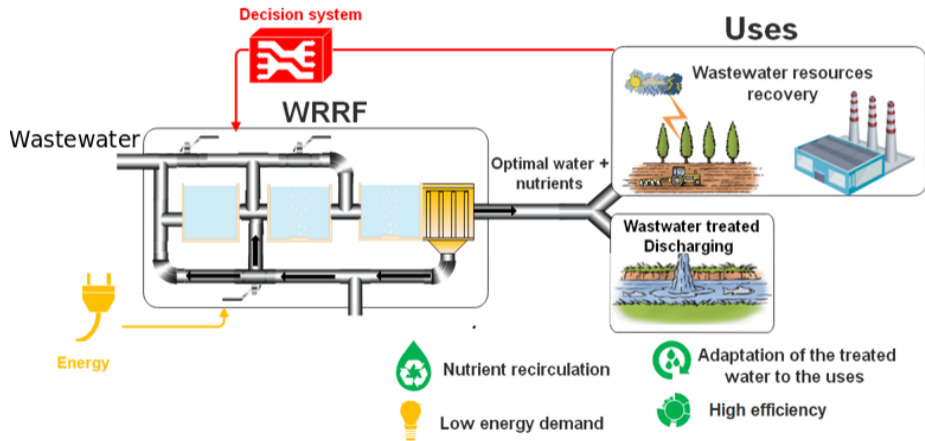 Decision system
Uses
Wastewater resources
recovery
WRRF
Wastewater
Optimal water +
nutrients
Wastwater treated
Discharging
Energy
Nutrient recirculation
Adaptation of the treated
water to the uses
Low energy demand
High efficiency